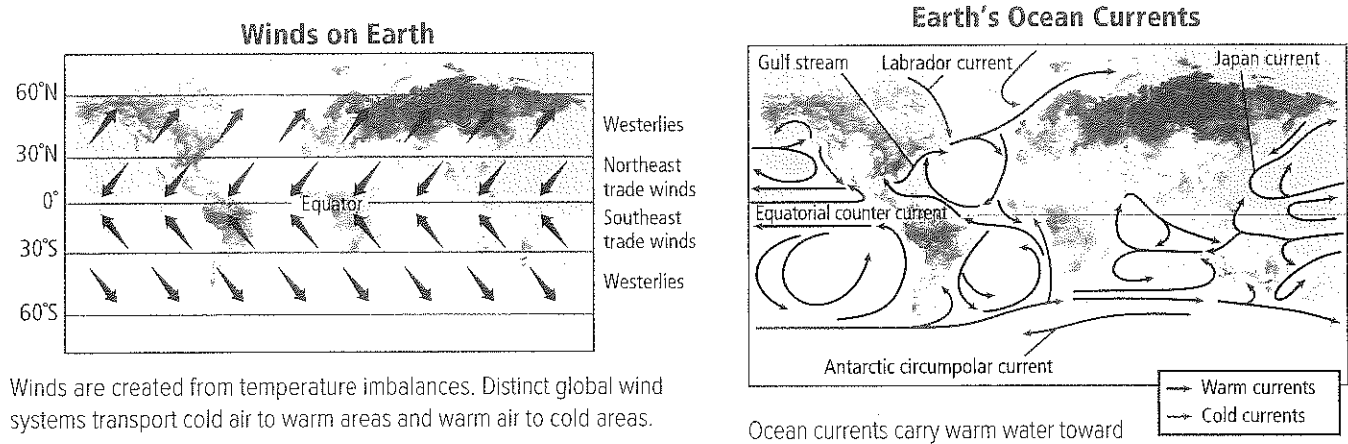 Winds on Earth
60°N
30°N
0°
30°S
60°S
Equator
Westerlies
Northeast
trade winds
Southeast
trade winds
Westerlies
Winds are created from temperature imbalances. Distinct global wind
systems transport cold air to warm areas and warm air to cold areas.
Earth's Ocean Currents
Gulf stream
Labrador current
Japan current
Equatorial counter current
Antarctic circumpolar current
Warm currents
Cold currents
Ocean currents carry warm water toward